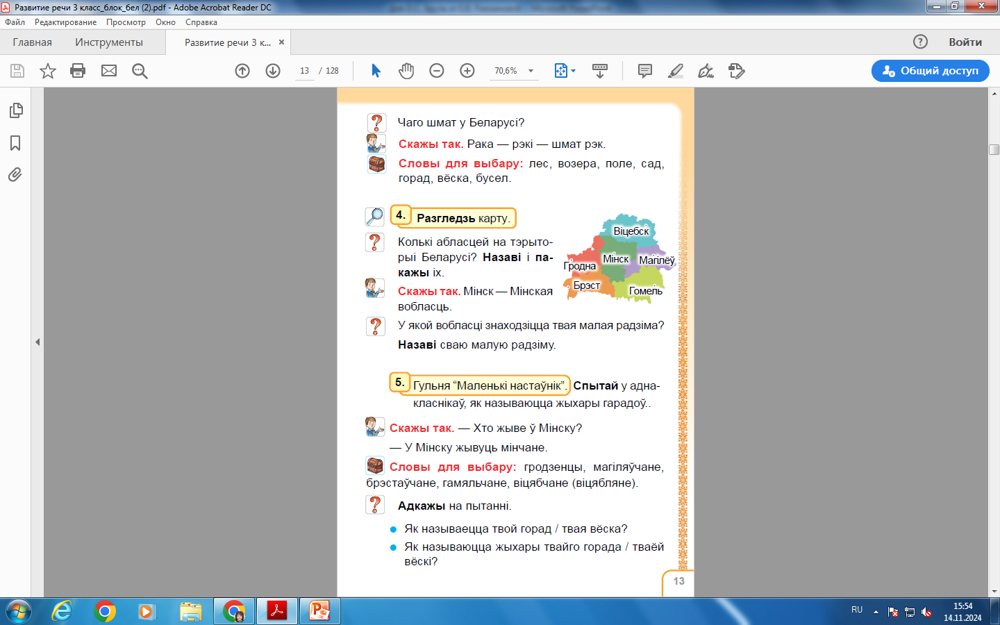 Развитие речи 3 класс_блок_бел (2).pdf - Adobe Acrobat Reader DC
Файл Редактирование Просмотр Окно Справка
Главная Инструменты Развитие речи 3 к... × ? Войти
13 / 128 70,6% Общий доступ
Чаго шмат у Беларусі?
Скажы так. Рака — рэкі — шмат рэк.
Словы для выбару: лес, возера, поле, сад,
горад, вёска, бусел.
4. Разгледзь карту.
Колькі абласцей на тэрыто-
рыі Беларусі? Назаві і па-
кажы іх.
Скажы так. Мінск — Мінская
вобласць.
Віцебск
Мінск
Магілёў
Гродна
Брэст
Гомель
У якой вобласці знаходзіцца твая малая радзіма?
Назаві сваю малую радзіму.
5. Гульня “Маленькі настаўнік”. Спытай у адна-
класнікаў, як называюцца жыхары гарадоў..
Скажы так. — Хто жыве ў Мінску?
— У Мінску жывуць мінчане.
Словы для выбару: гродзенцы, магіляўчане,
брэстаўчане, гамяльчане, віцябчане (віцябляне).
Адкажы на пытанні.
● Як называецца твой горад / твая вёска?
● Як называюцца жыхары твайго горада / тваёй
вёскі?
13
RU 15:54
14.11.2024